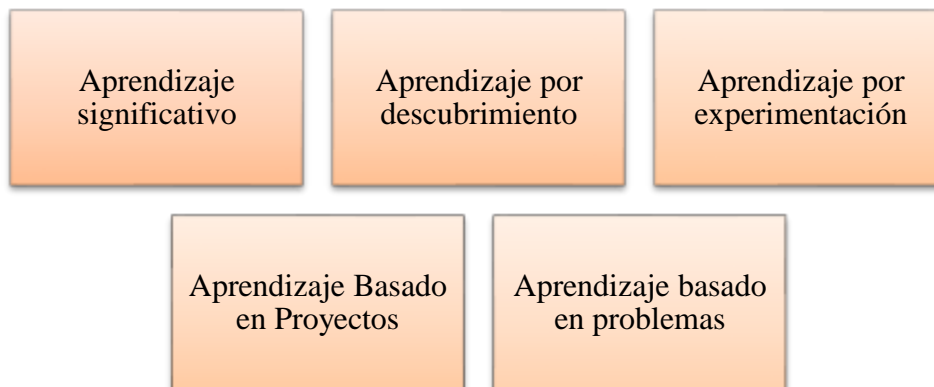 Aprendizaje
significativo
Aprendizaje por
descubrimiento
Aprendizaje por
experimentación
Aprendizaje Basado
en Proyectos
Aprendizaje basado
en problemas